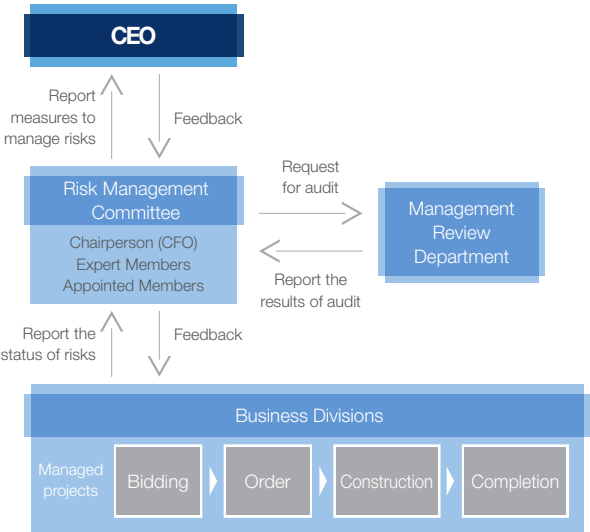 CEO
Report
measures to
manage risks
Feedback
Risk Management
Committee
Chairperson (CFO)
Expert Members
Appointed Members
Request
for audit
Report the
results of audit
Management
Review
Department
Report the
status of risks
Feedback
Business Divisions
Managed
projects
Bidding
Order
Construction
Completion